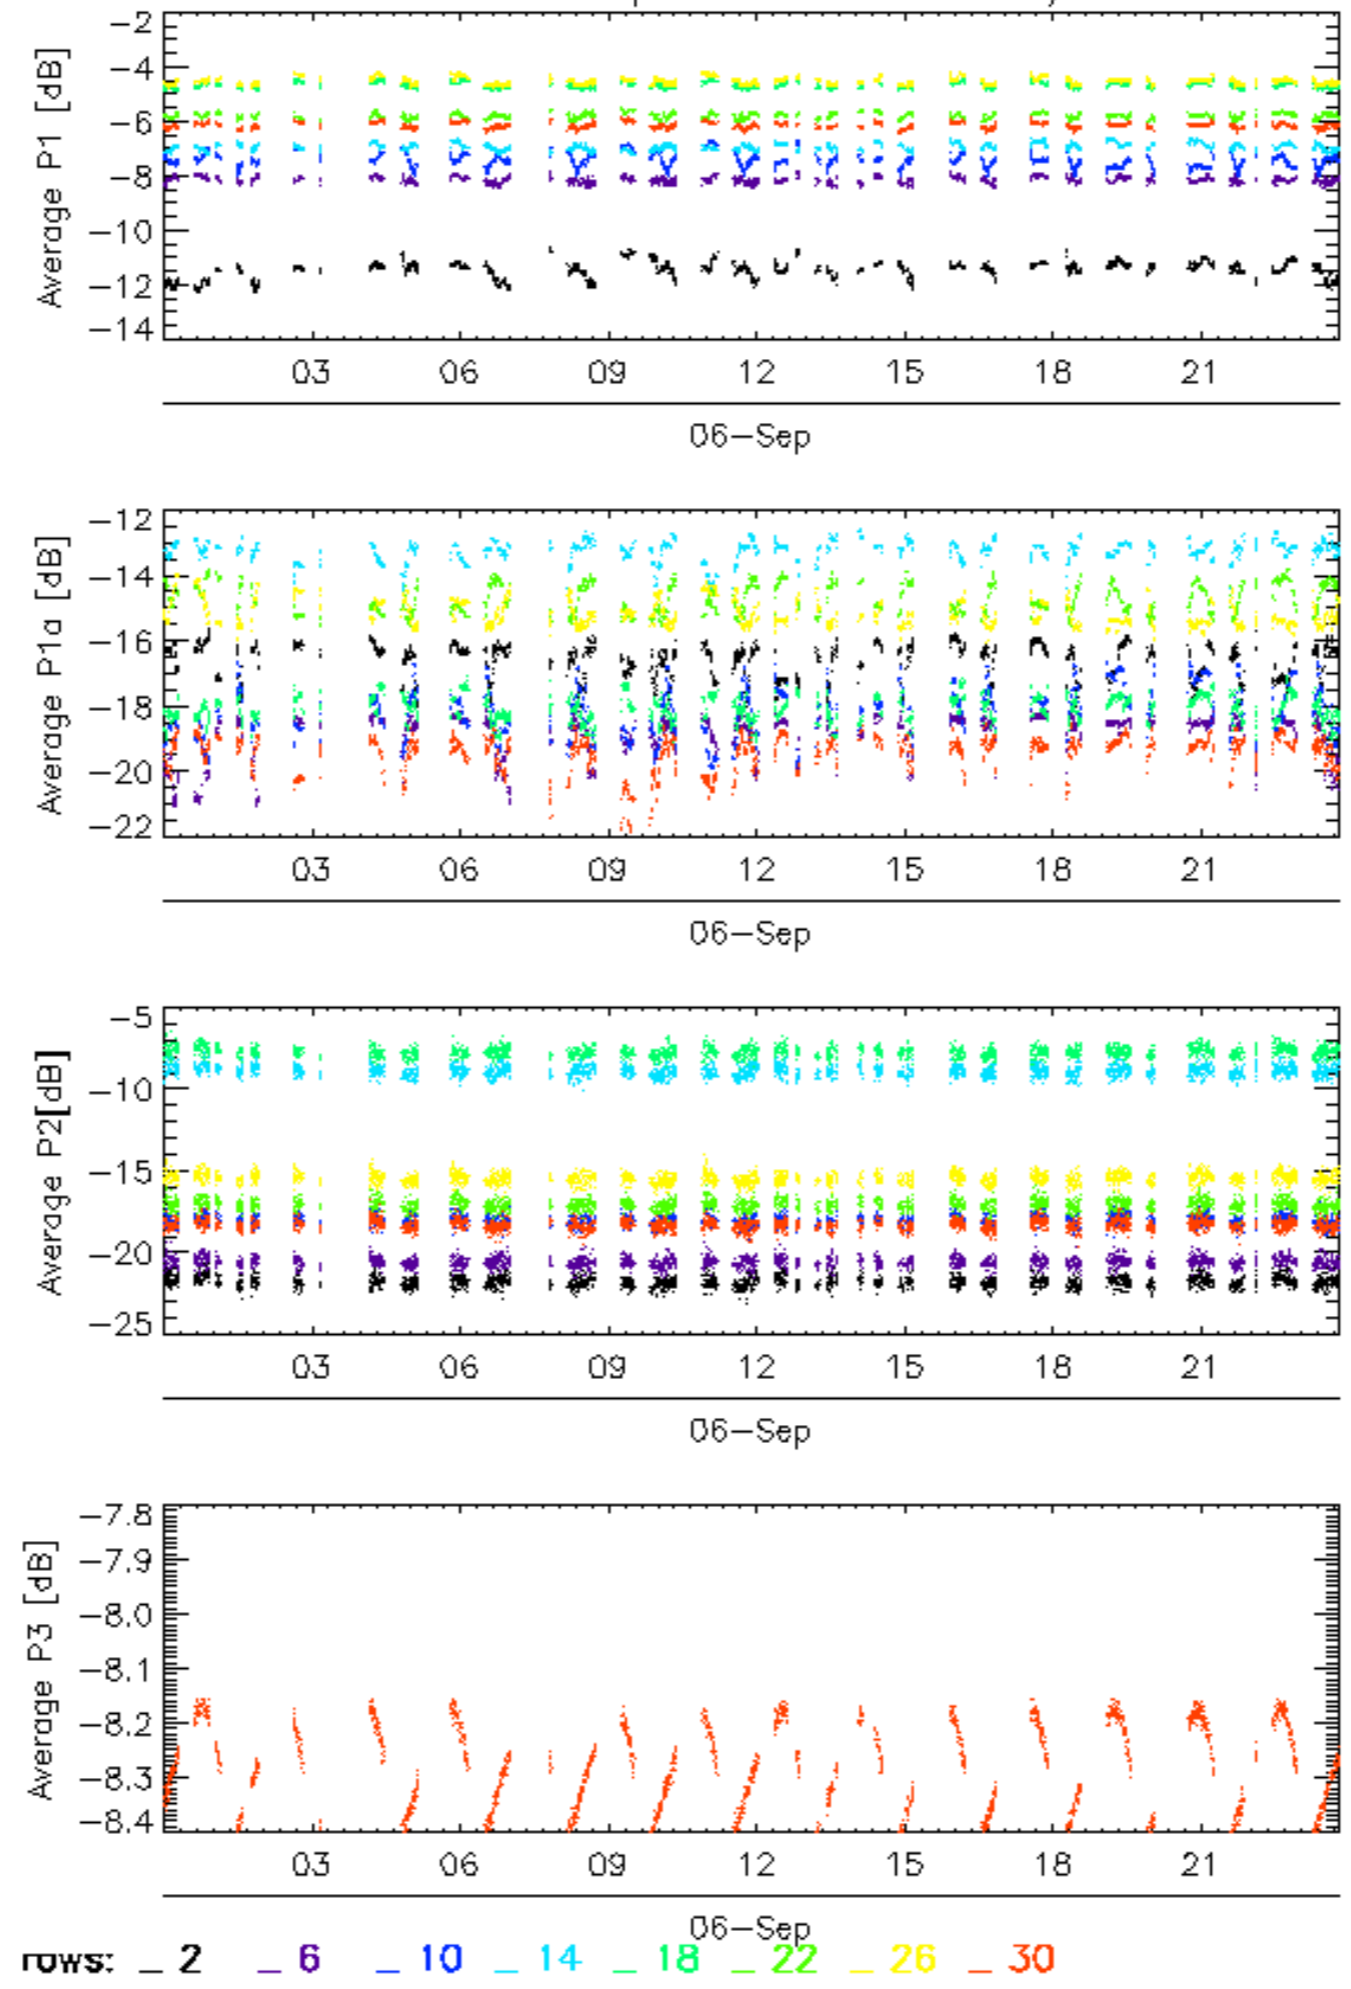 Average P1 [dB]
−2
−4
−6
−8
−10
−12
−14
03 06 09 12 15 18 21
06−Sep
Average P1a [dB]
−12
−14
−16
−18
−20
−22
03 06 09 12 15 18 21
06−Sep
Average P2[dB]
−5
−10
−15
−20
−25
03 06 09 12 15 18 21
06−Sep
Average P3 [dB]
−7.8
−7.9
−8.0
−8.1
−8.2
−8.3
−8.4
03 06 09 12 15 18 21
06−Sep
rows: _ 2 _ 6 _ 10 _ 14 _ 18 _ 22 _ 26 _ 30